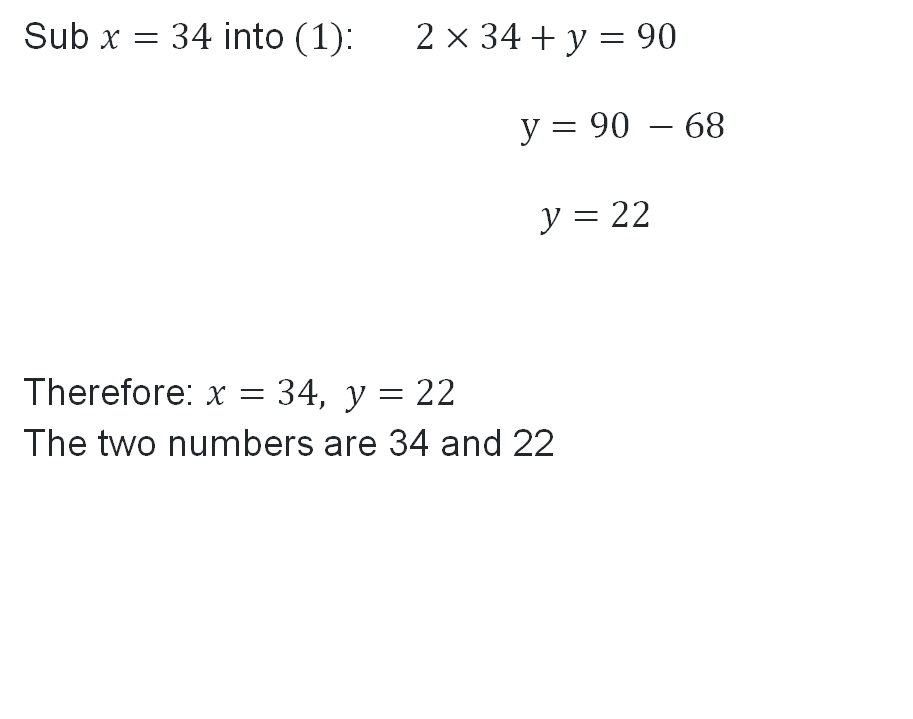 Sub x = 34 into (1): 2 × 34 + y = 90
y = 90 − 68
y = 22
Therefore: x = 34, y = 22
The two numbers are 34 and 22